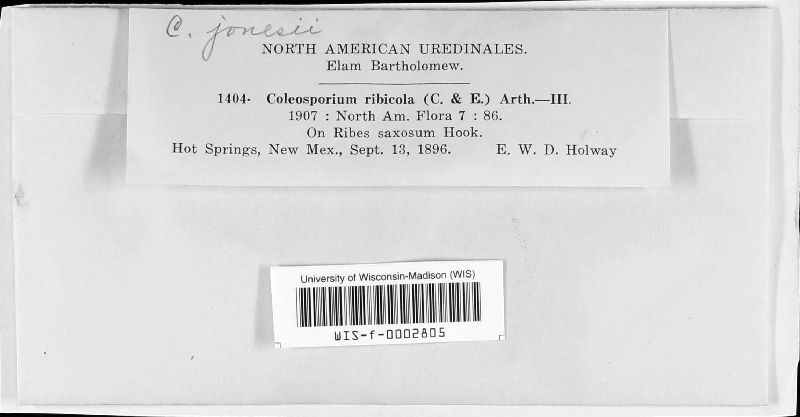 C. jonesii
NORTH AMERICAN UREDINALES.
Elam Bartholomew.
1404. Coleosporium ribicola (C. & E.) Arth.—III.
1907 : North Am. Flora 7 : 86.
On Ribes saxosum Hook.
Hot Springs, New Mex., Sept. 13, 1896. E. W. D. Holway
University of Wisconsin-Madison (WIS)
WIS-f-0002805